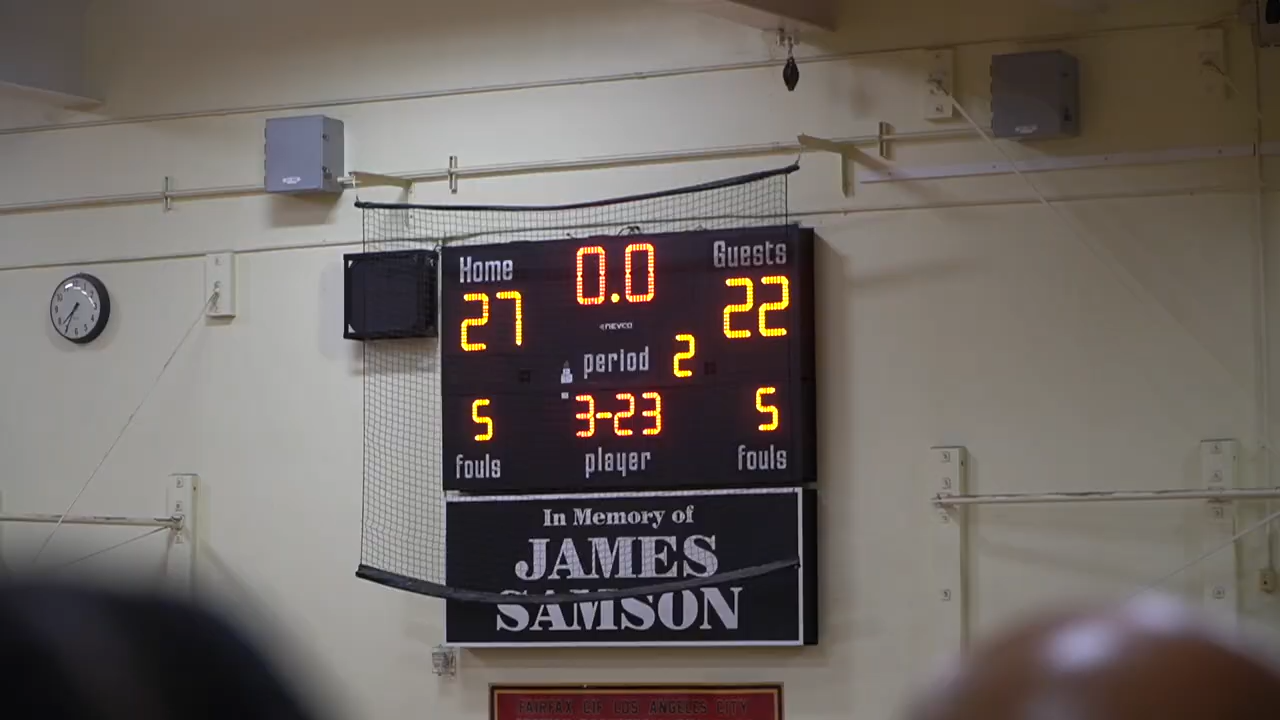 Home 0.0 Guests
27 22
NEVCO
period 2
5 3-23 5
fouls player fouls
In Memory of
JAMES
SAMSON
FAIRFAX CIF LOS ANGELES CITY